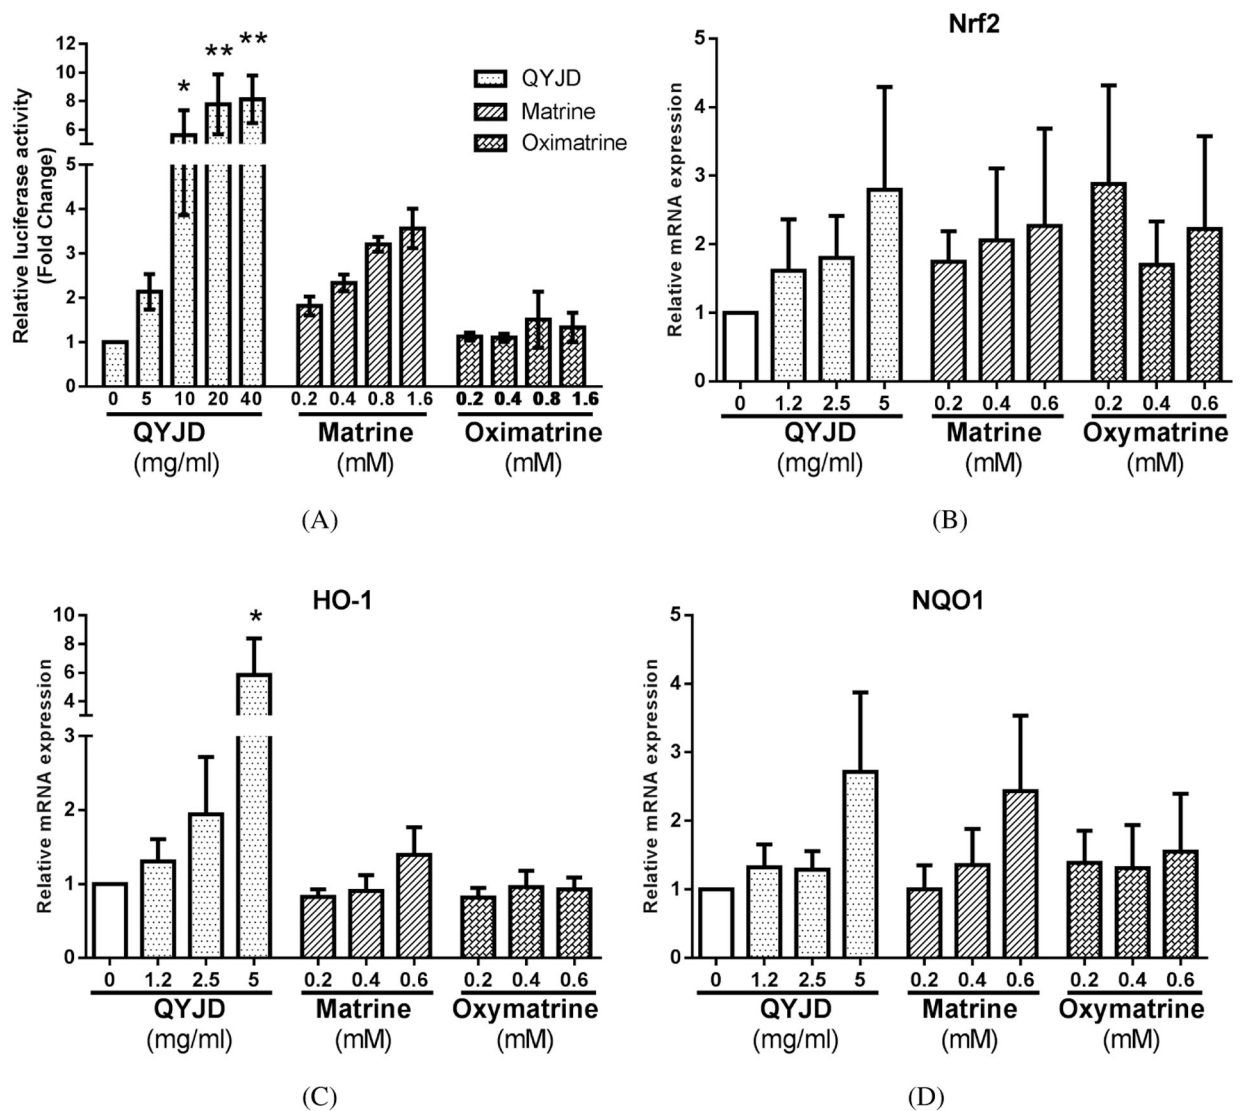 12
10
8
6
5
4
3
2
1
0
Relative luciferase activity
(Fold Change)
*
**
**
QYJD
Matrine
Oximatrine
0 5 10 20 40
0.2 0.4 0.8 1.6
0.2 0.4 0.8 1.6
QYJD
(mg/ml)
Matrine
(mM)
Oximatrine
(mM)
(A)
Nrf2
5
4
3
2
1
0
Relative mRNA expression
0 1.2 2.5 5
0.2 0.4 0.6
0.2 0.4 0.6
QYJD
(mg/ml)
Matrine
(mM)
Oxymatrine
(mM)
(B)
HO-1
10
8
6
4
3
2
1
0
Relative mRNA expression
*
0 1.2 2.5 5
0.2 0.4 0.6
0.2 0.4 0.6
QYJD
(mg/ml)
Matrine
(mM)
Oxymatrine
(mM)
(C)
NQO1
5
4
3
2
1
0
Relative mRNA expression
0 1.2 2.5 5
0.2 0.4 0.6
0.2 0.4 0.6
QYJD
(mg/ml)
Matrine
(mM)
Oxymatrine
(mM)
(D)